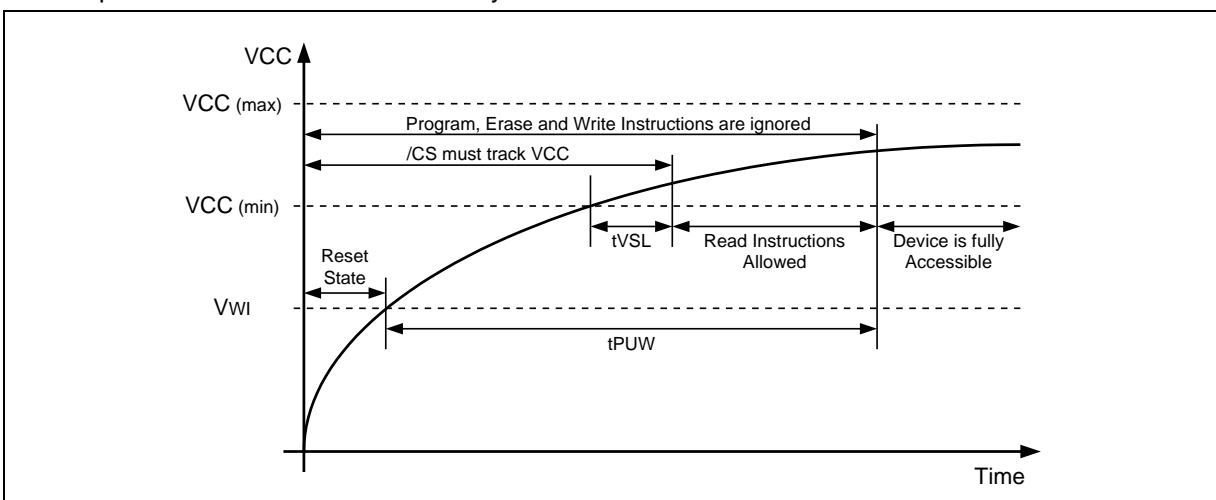 VCC
VCC (max)
Program, Erase and Write Instructions are ignored
/CS must track VCC
VCC (min)
tVSL
Read Instructions
Allowed
Device is fully
Accessible
Reset
State
VWI
tPUW
Time